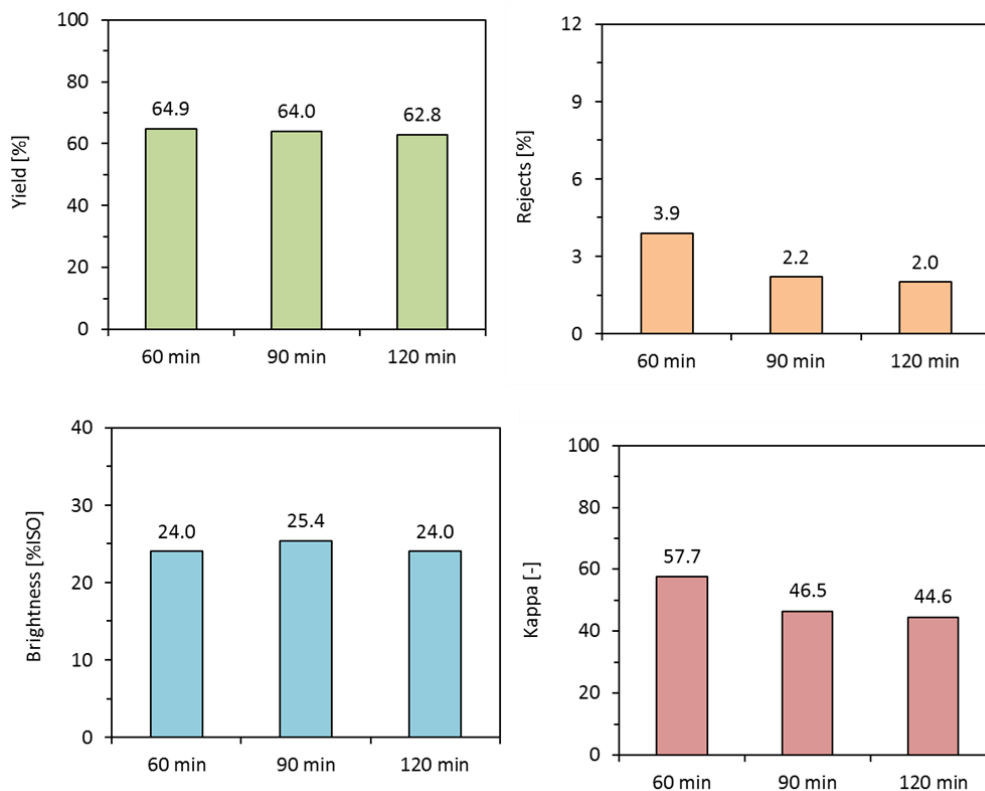 Yield [%]
100
80
60
40
20
0
64.9
64.0
62.8
60 min
90 min
120 min
Rejects [%]
12
9
6
3
0
3.9
2.2
2.0
60 min
90 min
120 min
Brightness [%ISO]
40
30
20
10
0
24.0
25.4
24.0
60 min
90 min
120 min
Kappa [-]
100
80
60
40
20
0
57.7
46.5
44.6
60 min
90 min
120 min